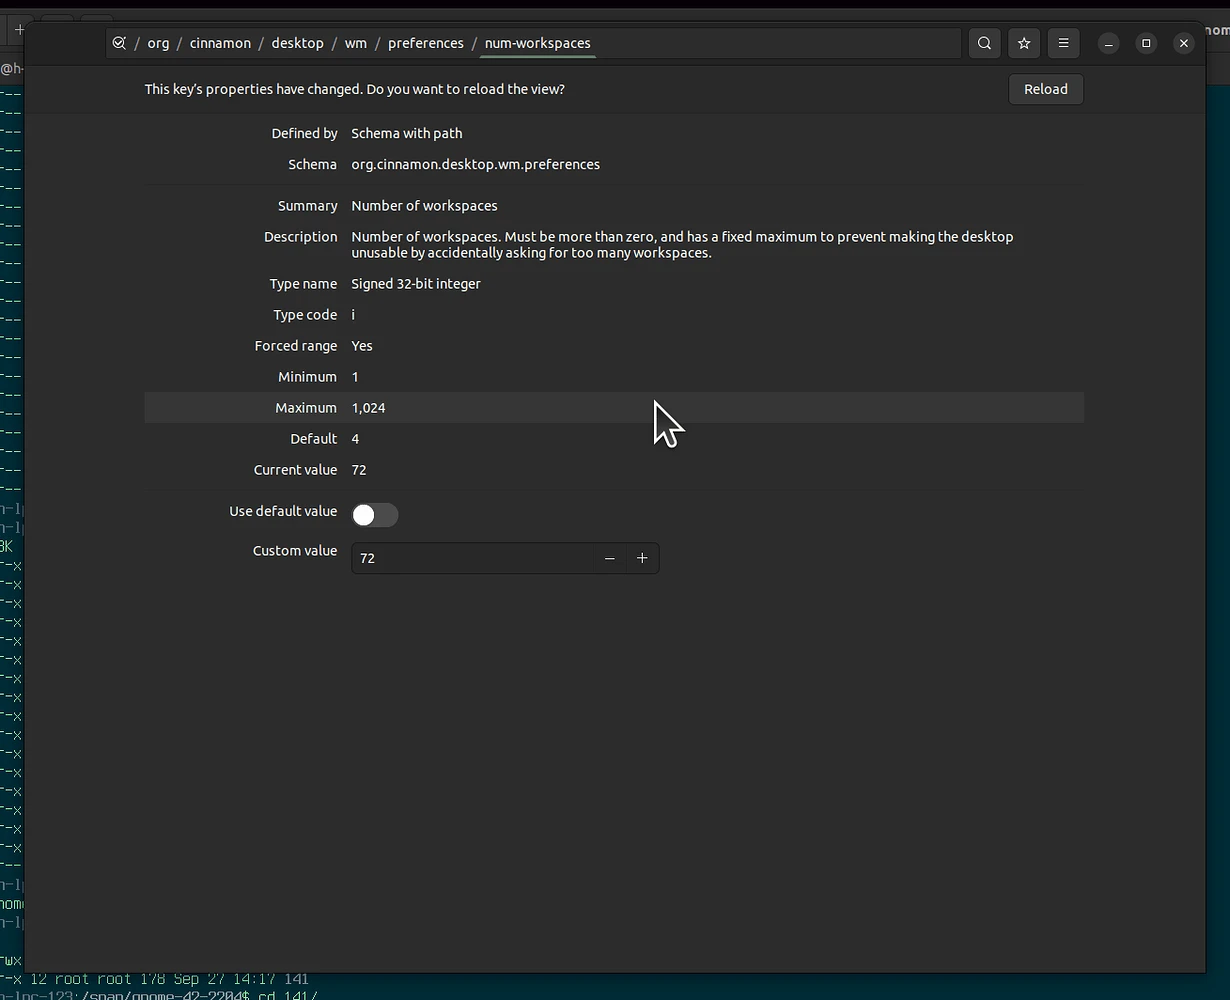 @h-
/ org / cinnamon / desktop / wm / preferences / num-workspaces
This key's properties have changed. Do you want to reload the view? Reload
Defined by Schema with path
Schema org.cinnamon.desktop.wm.preferences
Summary Number of workspaces
Description Number of workspaces. Must be more than zero, and has a fixed maximum to prevent making the desktop
unusable by accidentally asking for too many workspaces.
Type name Signed 32-bit integer
Type code i
Forced range Yes
Minimum 1
Maximum 1,024
Default 4
Current value 72
Use default value
Custom value 72 − +
-x 12 root root 178 Sep 27 14:17 141
-lpc-123:/snap/gnome-42-2204$ cd 141/